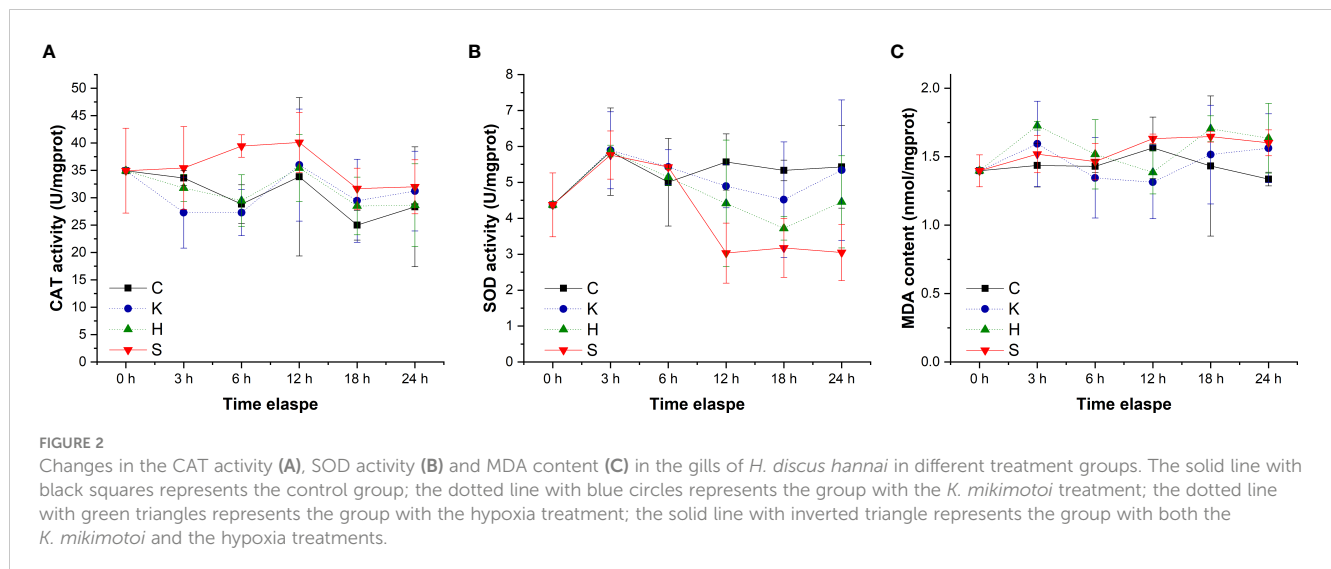 A
B
C
50
45
40
35
30
25
20
15
10
5
0
CAT activity (U/mgprot)
C
K
H
S
0 h 3 h 6 h 12 h 18 h 24 h
Time elaspe
8
7
6
5
4
3
2
1
0
SOD activity (U/mgprot)
C
K
H
S
0 h 3 h 6 h 12 h 18 h 24 h
Time elaspe
2.0
1.5
1.0
0.5
0.0
MDA content (nmol/mgprot)
C
K
H
S
0 h 3 h 6 h 12 h 18 h 24 h
Time elaspe
FIGURE 2
Changes in the CAT activity (A), SOD activity (B) and MDA content (C) in the gills of H. discus hannai in different treatment groups. The solid line with
black squares represents the control group; the dotted line with blue circles represents the group with the K. mikimotoi treatment; the dotted line
with green triangles represents the group with the hypoxia treatment; the solid line with inverted triangle represents the group with both the
K. mikimotoi and the hypoxia treatments.